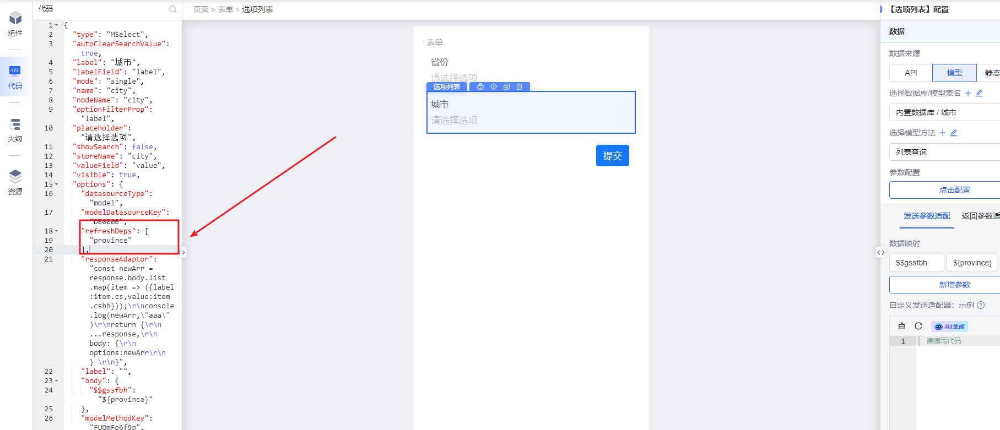 代码
页面 > 表单 > 选项列表
【选项列表】配置
组件
代码
大纲
资源
1 {
2 "type": "MSelect",
3 "autoClearSearchValue":
true,
4 "label": "城市",
5 "labelField": "label",
6 "mode": "single",
7 "name": "city",
8 "nodeName": "city",
9 "optionFilterProp":
"label",
10 "placeholder":
"请选择选项",
11 "showSearch": false,
12 "storeName": "city",
13 "valueField": "value",
14 "visible": true,
15 "options": {
16 "datasourceType":
"model",
17 "modelDatasourceKey":
"DB0000",
18 "refreshDeps": [
19 "province"
20 ],
21 "responseAdaptor":
"const newArr =
response.body.list
.map(item => ({label
:item.cs,value:item
.csbh}));\r\nconsole
.log(newArr,\"aaa\"
)\r\nreturn {\r\n
...response,\r\n
body: {\r\n
options:newArr\r\n
} \r\n}",
22 "label": "",
23 "body": {
24 "$$gssfbh":
"${province}"
25 },
26 "modelMethodKey":
"FUOmFe6f9p",
表单
省份
请选择选项
选项列表
城市
请选择选项
提交
数据
数据来源
API 模型 静态
选择数据库/模型表名
内置数据库 / 城市
选择模型方法
列表查询
参数配置
点击配置
发送参数适配 返回参数适
数据映射
$$gssfbh ${province}
新增参数
自定义发送适配器: 示例
AI生成
1 请编写代码